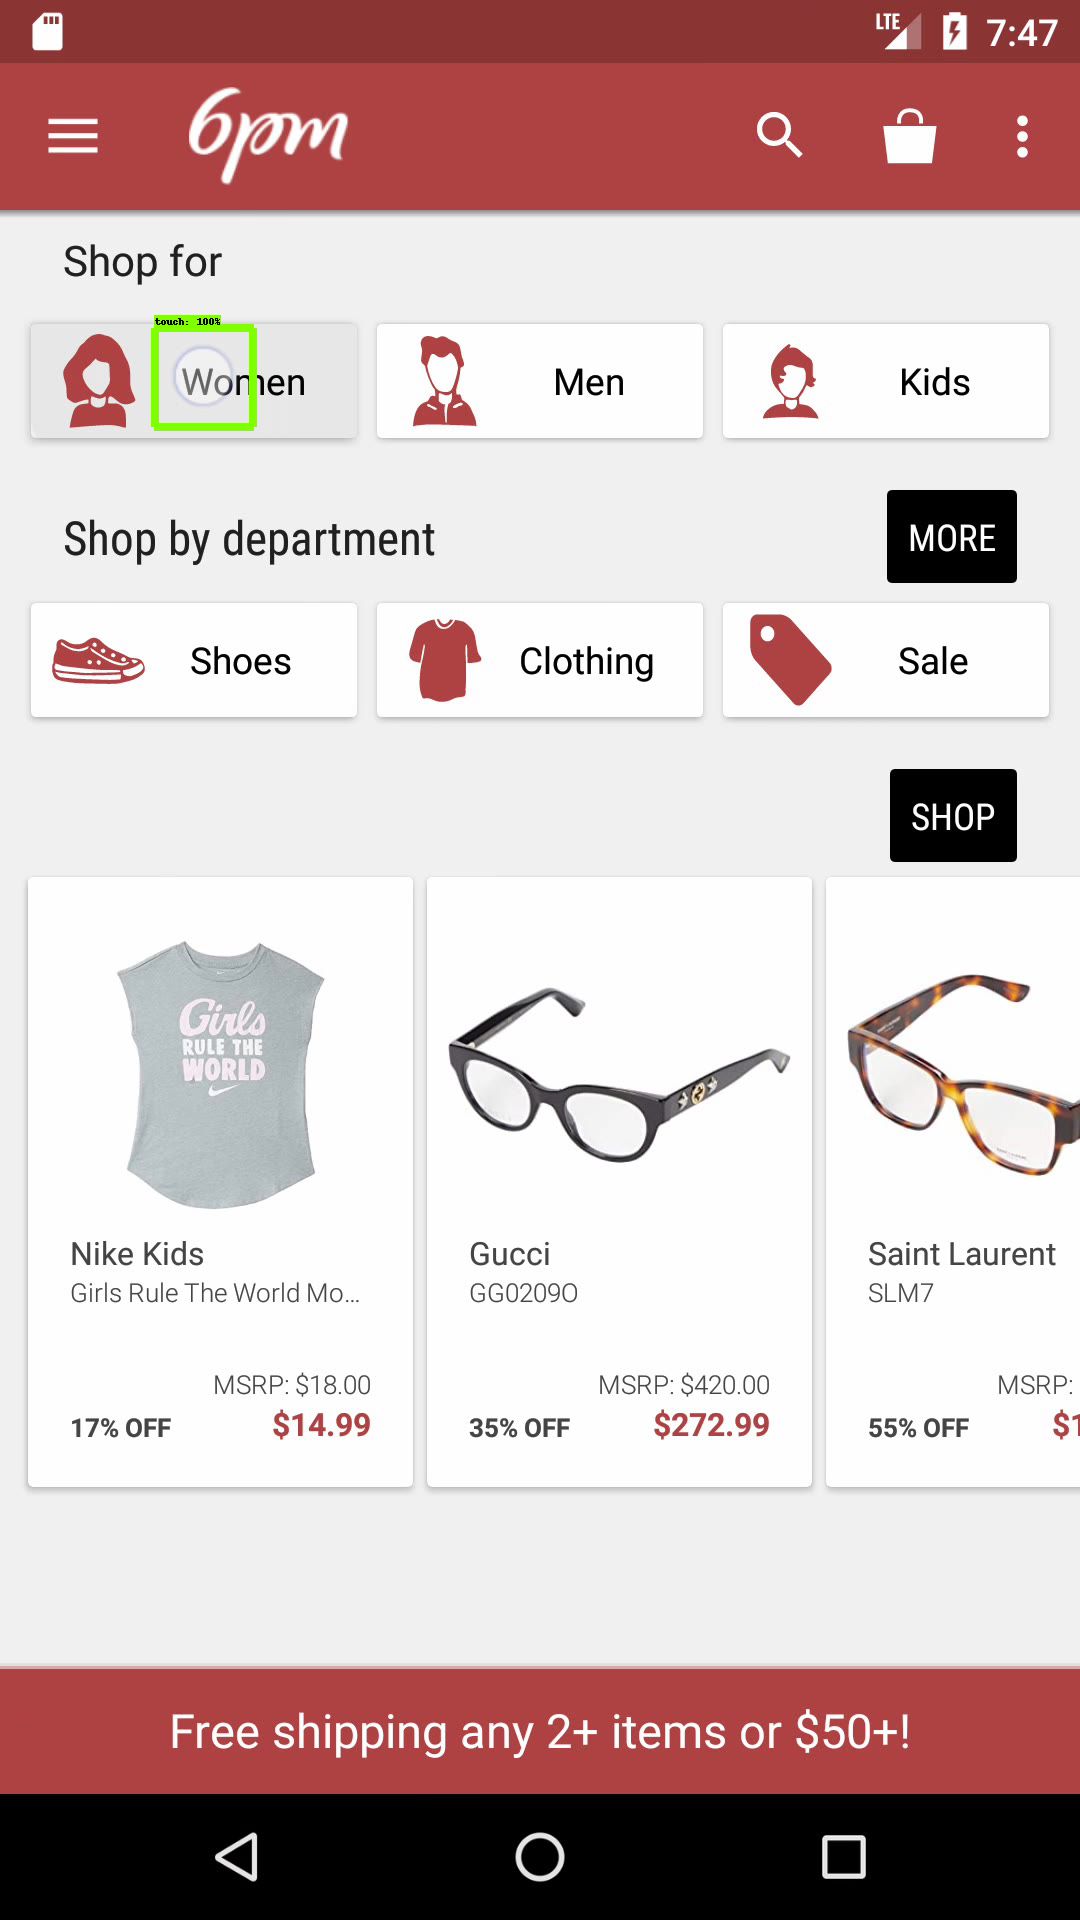 LTE 7:47
6pm
Shop for
touch: 100%
Women Men Kids
Shop by department MORE
Shoes Clothing Sale
SHOP
Girls
RULE THE
WORLD
Nike Kids
Girls Rule The World Mo...
MSRP: $18.00
17% OFF $14.99
Gucci
GG0209O
MSRP: $420.00
35% OFF $272.99
Saint Laurent
SLM7
MSRP:
55% OFF $1
Free shipping any 2+ items or $50+!